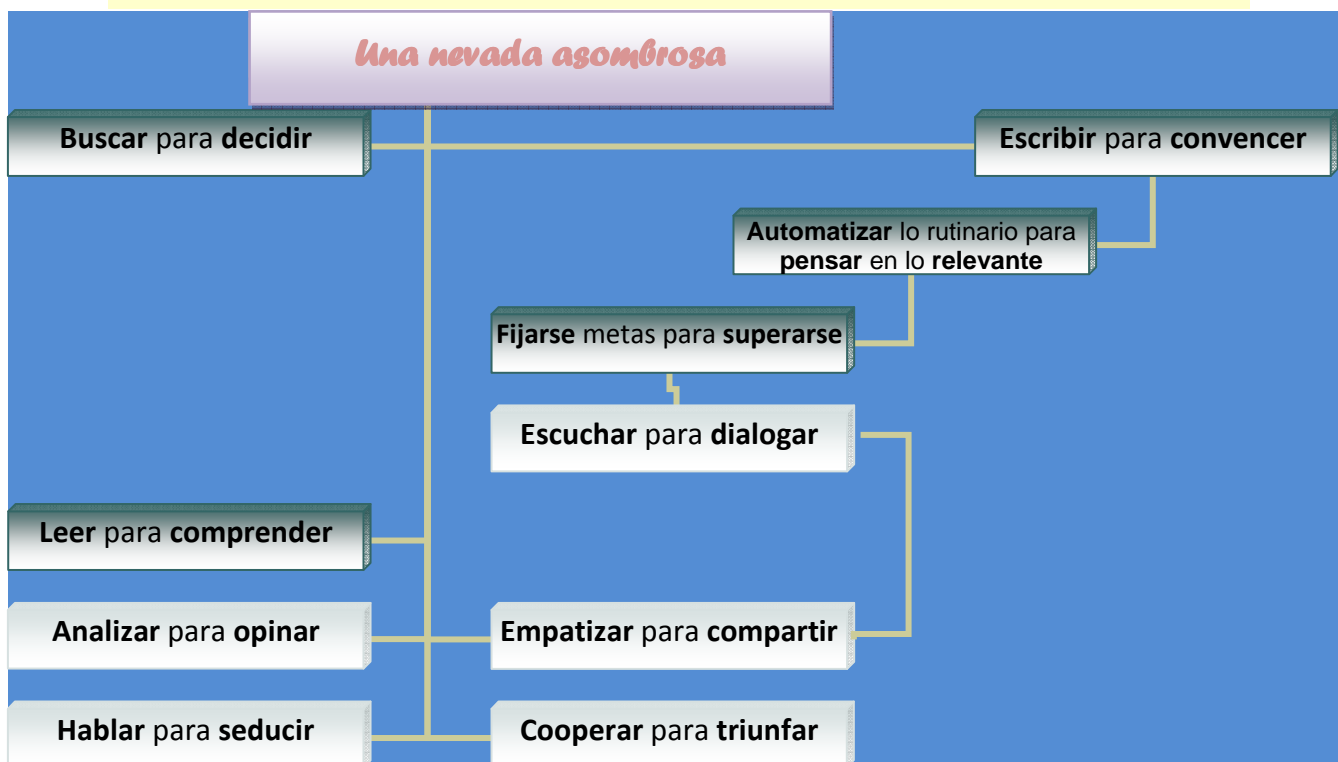 Una nevada asombrosa
Buscar para decidir
Escribir para convencer
Automatizar lo rutinario para
pensar en lo relevante
Fijarse metas para superarse
Escuchar para dialogar
Leer para comprender
Analizar para opinar
Empatizar para compartir
Hablar para seducir
Cooperar para triunfar